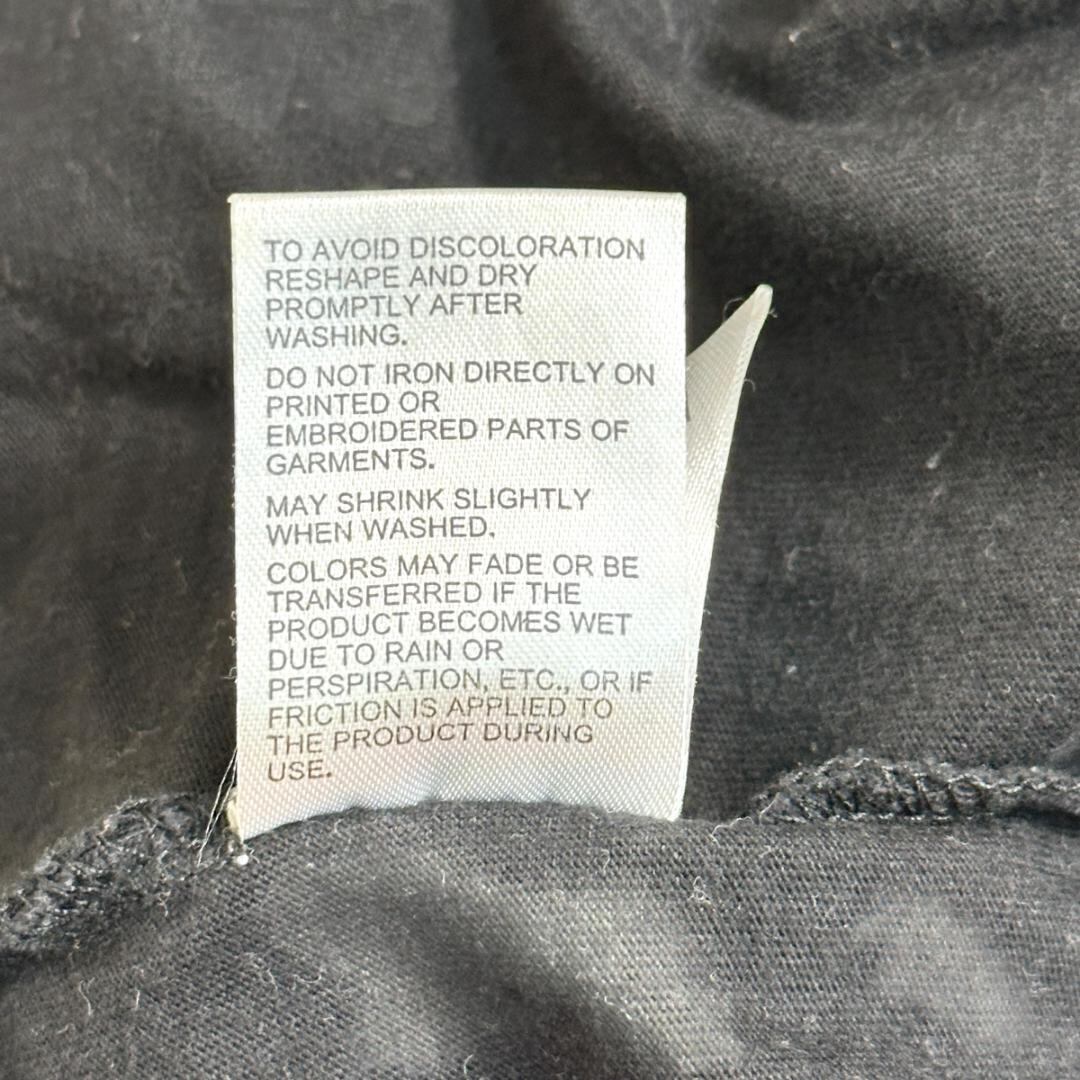 TO AVOID DISCOLORATION
RESHAPE AND DRY
PROMPTLY AFTER
WASHING.
DO NOT IRON DIRECTLY ON
PRINTED OR
EMBROIDERED PARTS OF
GARMENTS.
MAY SHRINK SLIGHTLY
WHEN WASHED.
COLORS MAY FADE OR BE
TRANSFERRED IF THE
PRODUCT BECOMES WET
DUE TO RAIN OR
PERSPIRATION, ETC., OR IF
FRICTION IS APPLIED TO
THE PRODUCT DURING
USE.